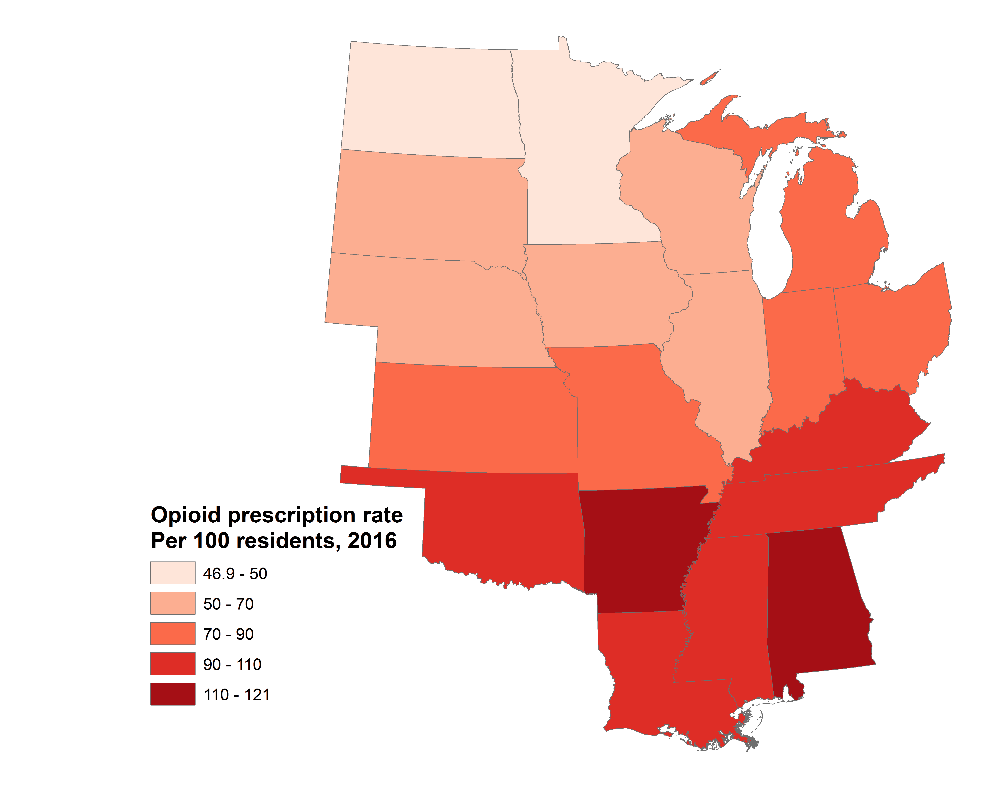 Opioid prescription rate
Per 100 residents, 2016
46.9 - 50
50 - 70
70 - 90
90 - 110
110 - 121